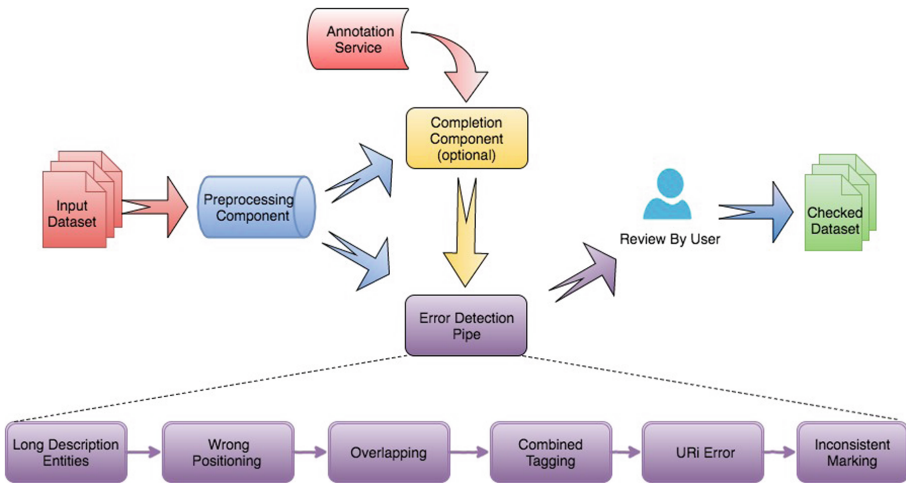 Annotation
Service
Completion
Component
(optional)
Input
Dataset
Preprocessing
Component
Review By User
Checked
Dataset
Error Detection
Pipe
Long Description
Entities
Wrong
Positioning
Overlapping
Combined
Tagging
URi Error
Inconsistent
Marking